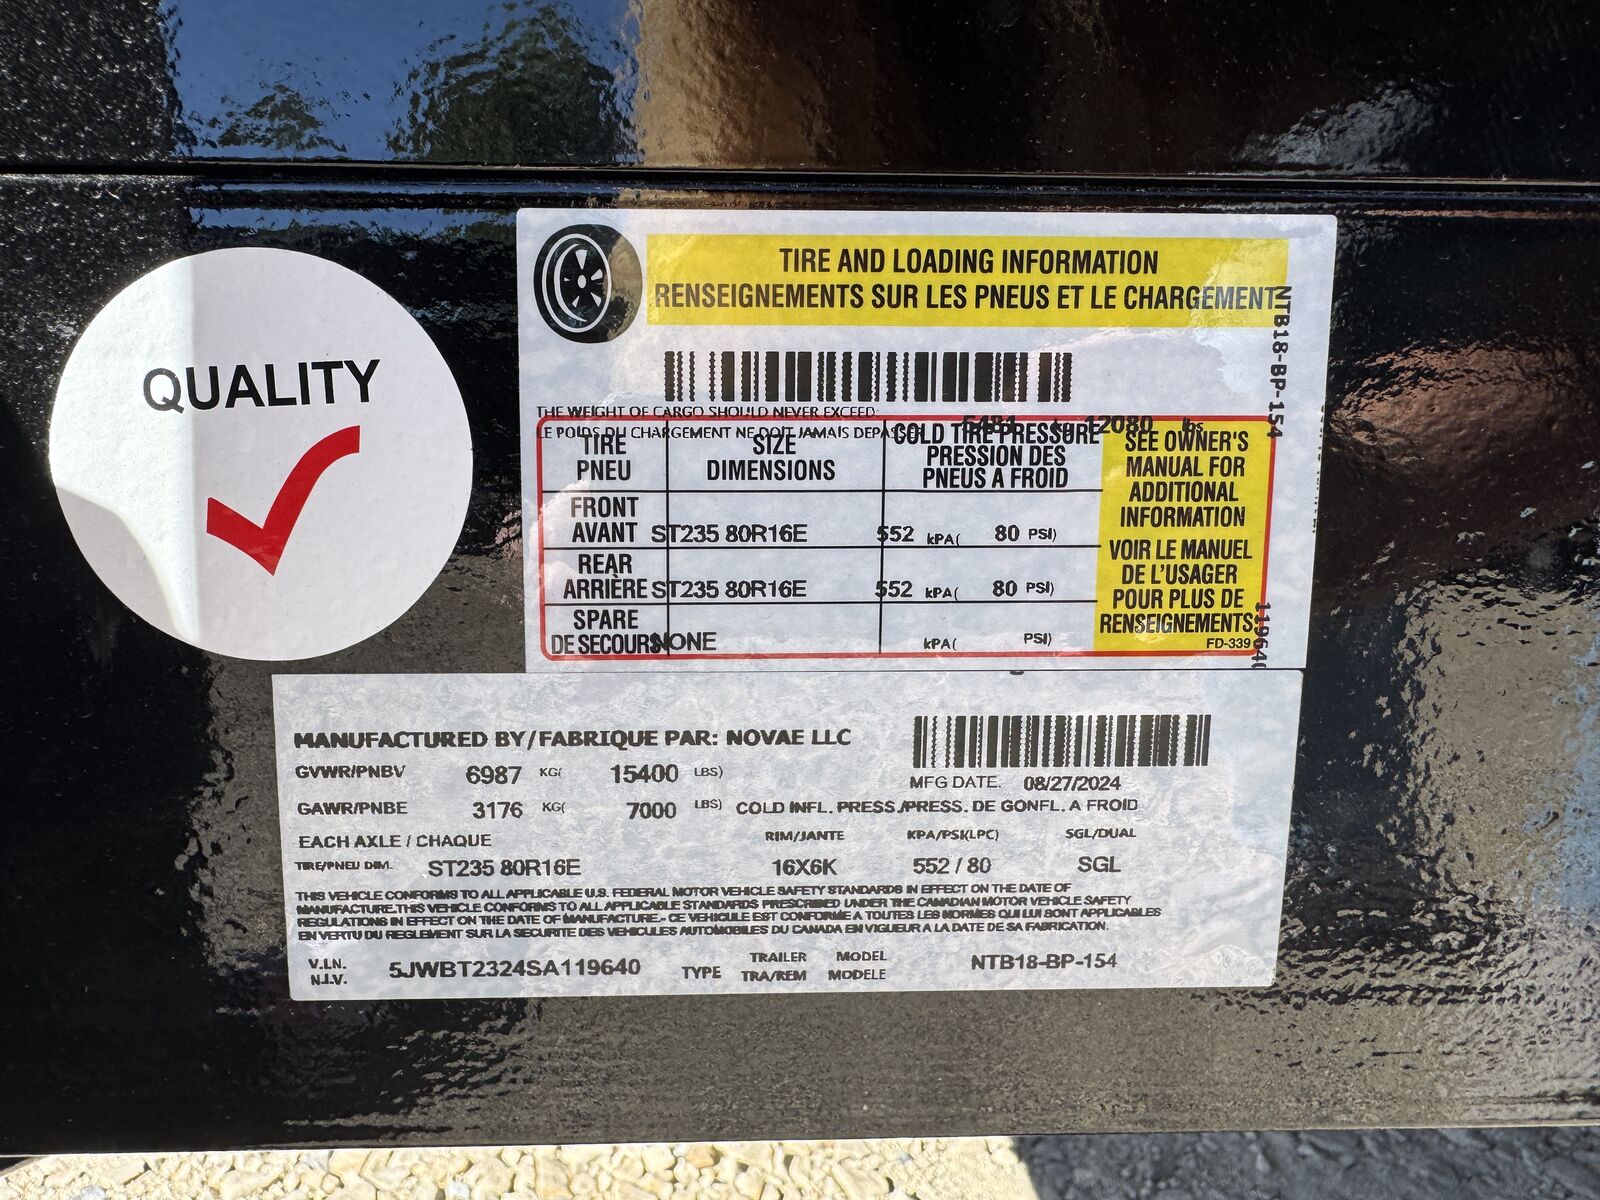 QUALITY
TIRE AND LOADING INFORMATION
RENSEIGNEMENTS SUR LES PNEUS ET LE CHARGEMENT
NTB18-BP-154
THE WEIGHT OF CARGO SHOULD NEVER EXCEED:
LE POIDS DU CHARGEMENT NE DOIT JAMAIS 5481 kg 12080 lbs
TIRE PNEU SIZE DIMENSIONS COLD TIRE PRESSURE PRESSION DES PNEUS A FROID
FRONT AVANT ST235 80R16E 552 KPA( 80 PSI)
REAR ARRIÈRE ST235 80R16E 552 KPA( 80 PSI)
SPARE DE SECOURS NONE KPA( PSI)
SEE OWNER'S
MANUAL FOR
ADDITIONAL
INFORMATION
VOIR LE MANUEL
DE L'USAGER
POUR PLUS DE
RENSEIGNEMENTS
FD-339
MANUFACTURED BY/FABRIQUE PAR: NOVAE LLC
GVWR/PNBV 6987 KG( 15400 LBS)
MFG DATE. 08/27/2024
GAWR/PNBE 3176 KG( 7000 LBS) COLD INFL. PRESS./PRESS. DE GONFL. A FROID
EACH AXLE / CHAQUE RIM/JANTE KPA/PSI(LPC) SGL/DUAL
TIRE/PNEU DIM. ST235 80R16E 16X6K 552 / 80 SGL
THIS VEHICLE CONFORMS TO ALL APPLICABLE U.S. FEDERAL MOTOR VEHICLE SAFETY STANDARDS IN EFFECT ON THE DATE OF
MANUFACTURE.THIS VEHICLE CONFORMS TO ALL APPLICABLE STANDARDS PRESCRIBED UNDER THE CANADIAN MOTOR VEHICLE SAFETY
REGULATIONS IN EFFECT ON THE DATE OF MANUFACTURE.- CE VEHICULE EST CONFORME A TOUTES LES NORMES QUI LUI SONT APPLICABLES
EN VERTU DU REGLEMENT SUR LA SECURITE DES VEHICULES AUTOMOBILES DU CANADA EN VIGUEUR A LA DATE DE SA FABRICATION.
V.I.N. N.I.V. 5JWBT2324SA119640 TYPE TRAILER TRA/REM MODEL MODELE NTB18-BP-154